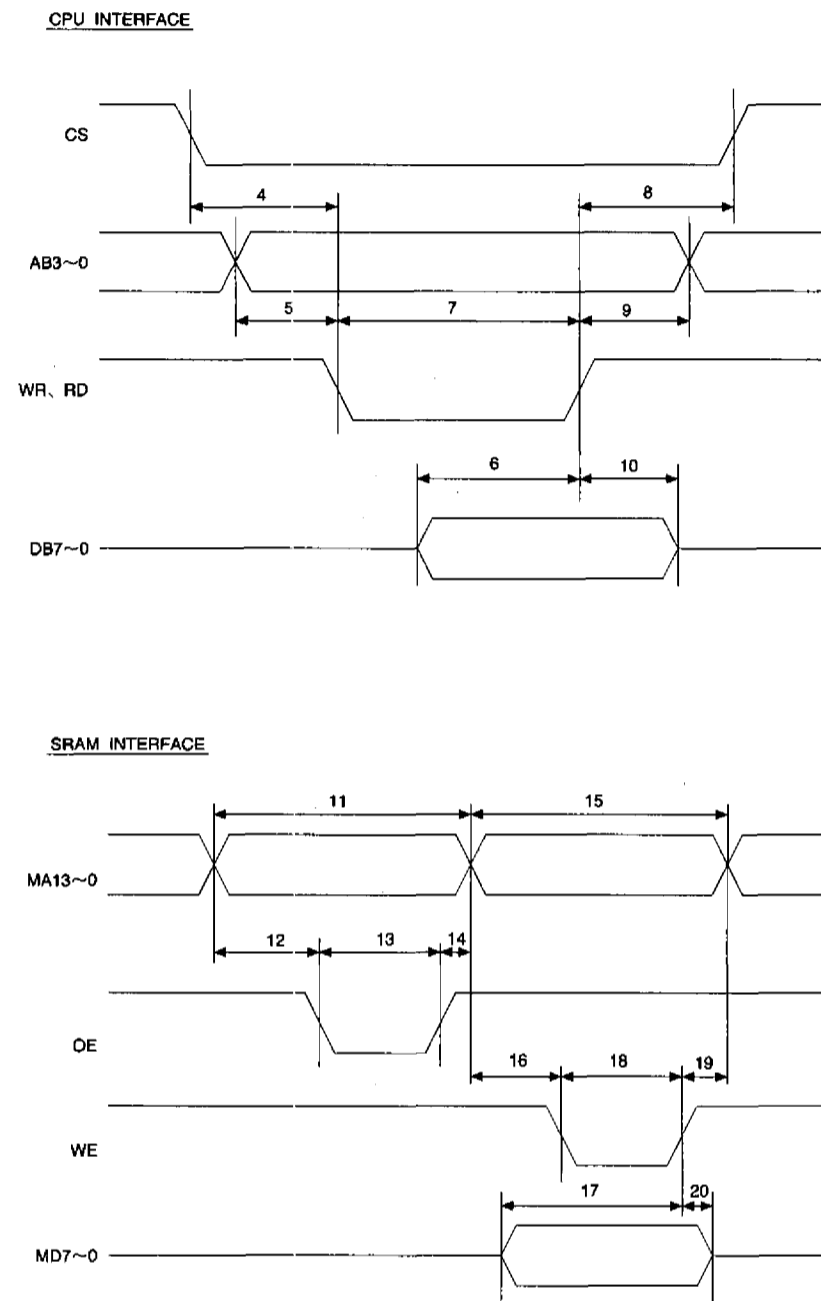 CPU INTERFACE
CS
4
8
AB3～0
5
7
9
WR、RD
6
10
DB7～0
SRAM INTERFACE
11
15
MA13～0
12
13
14
OE
16
18
19
WE
17
20
MD7～0